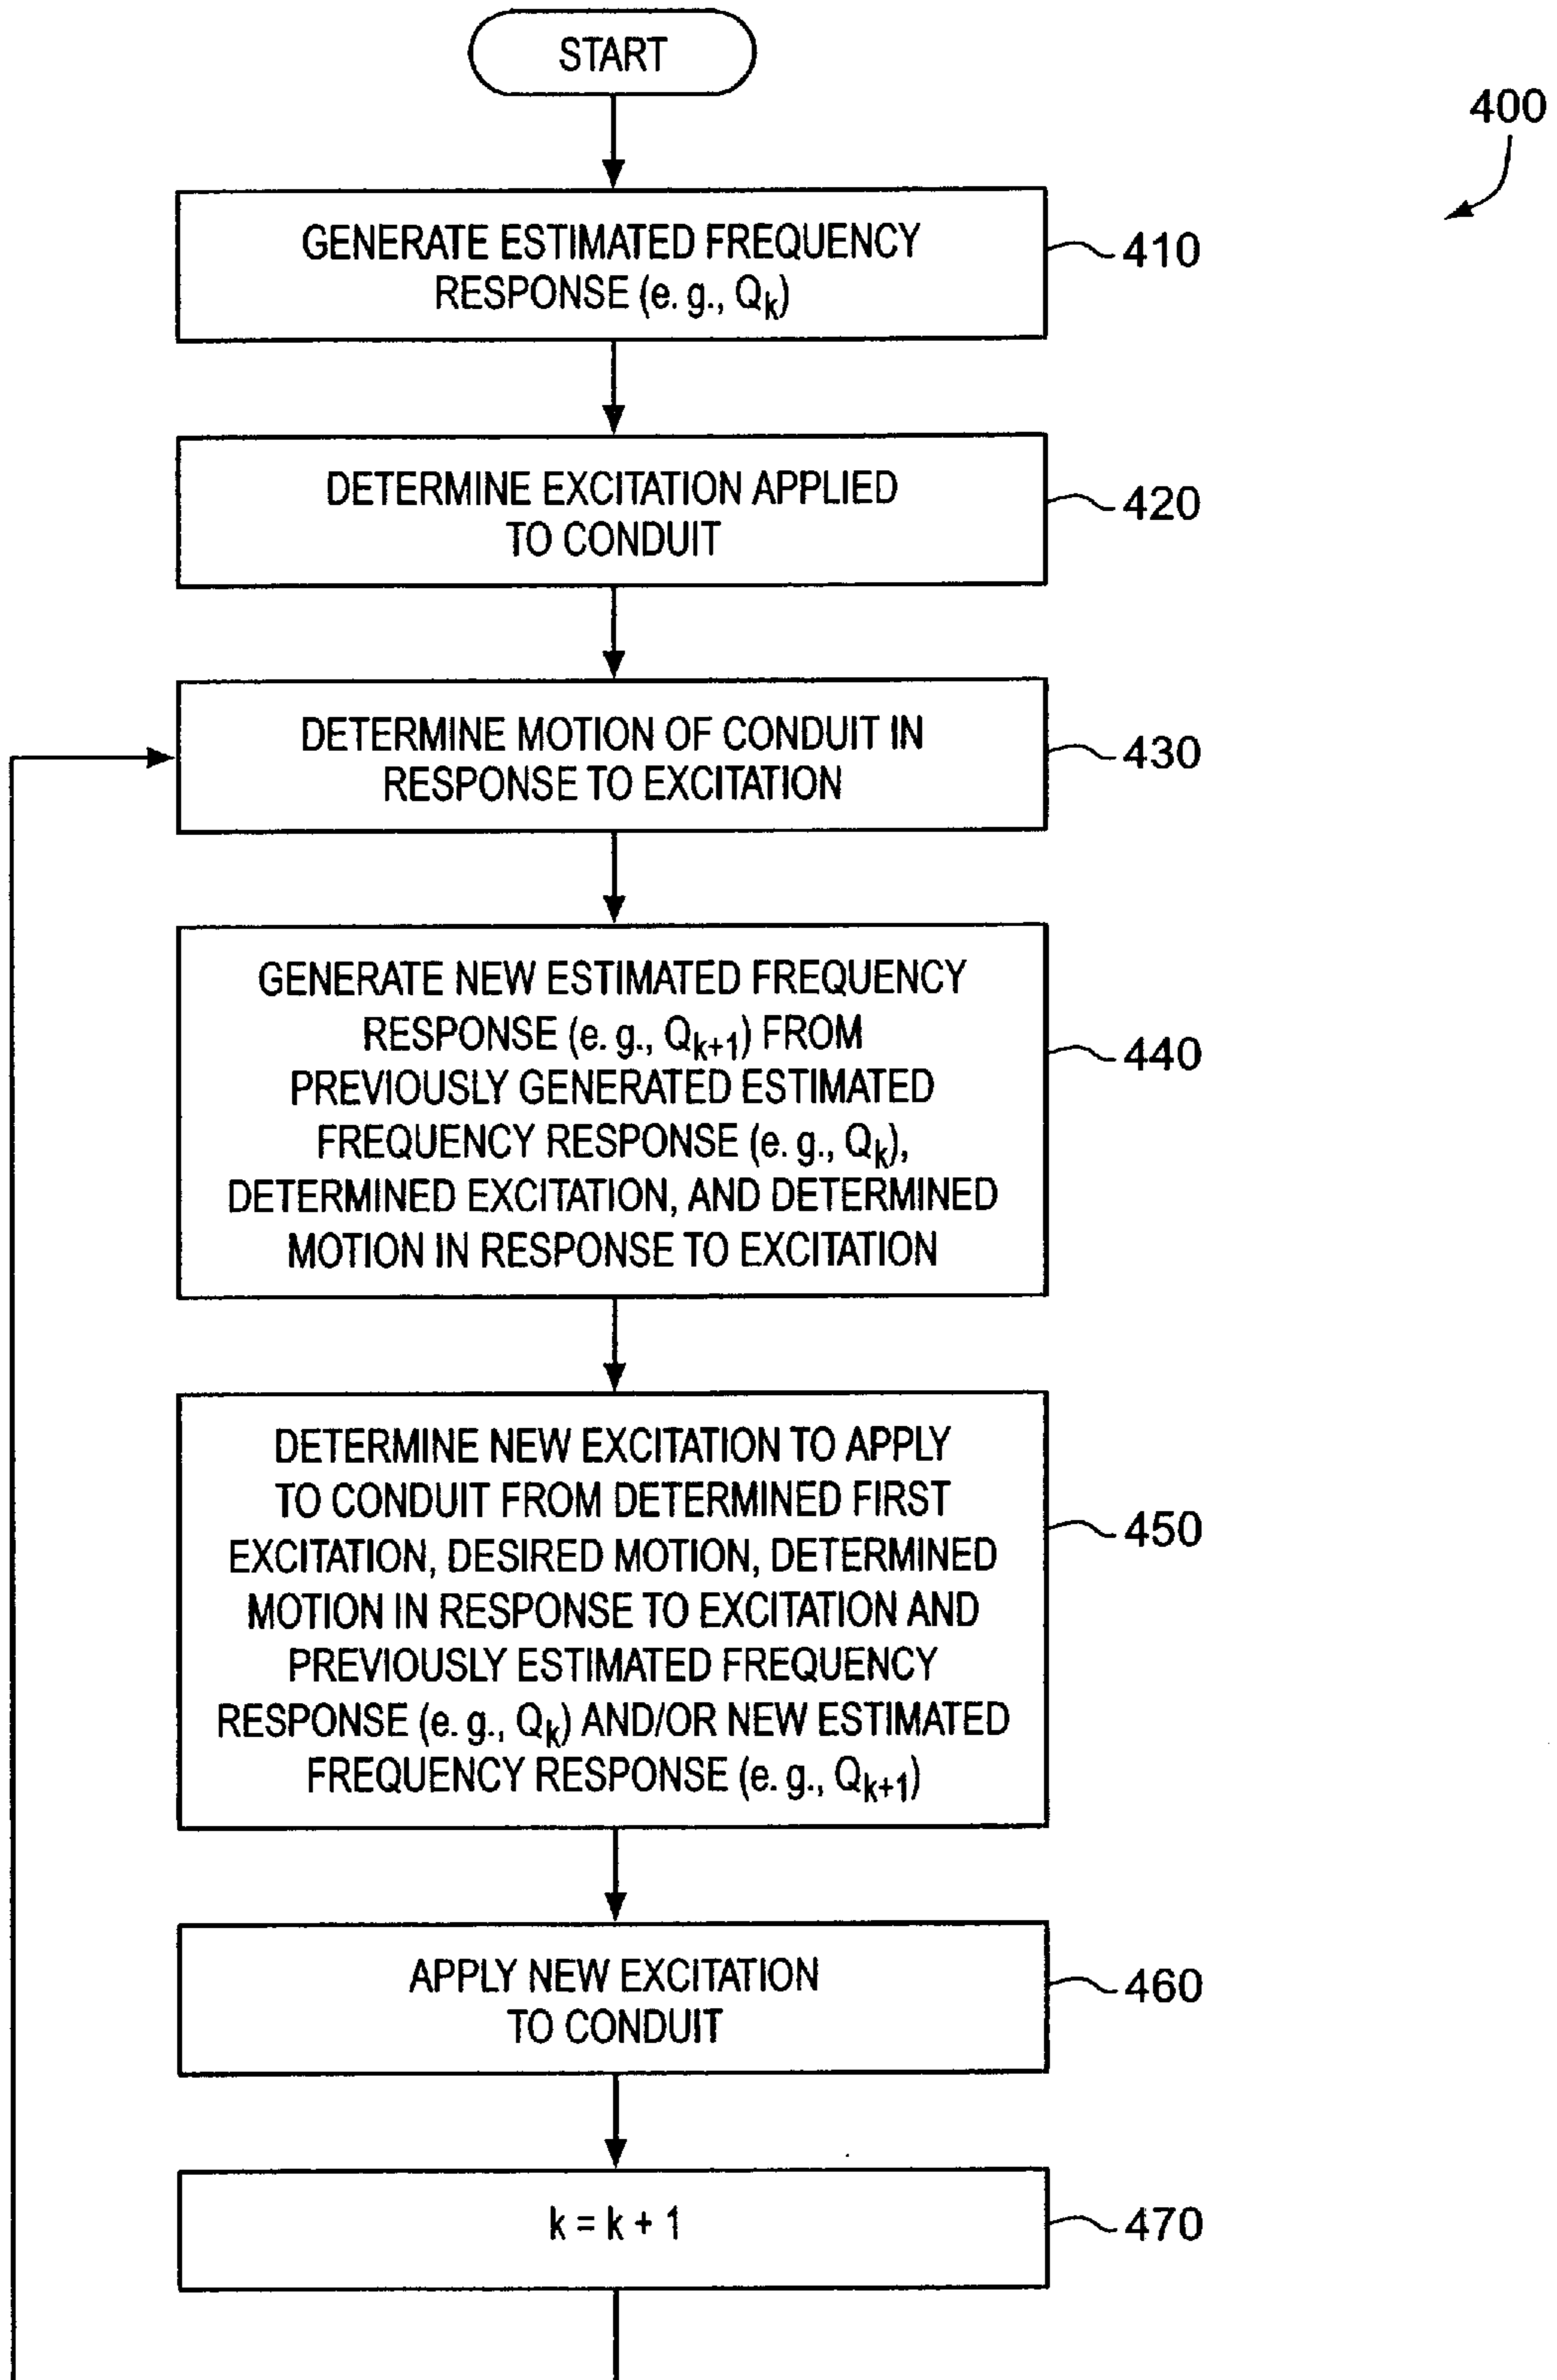 START
400
GENERATE ESTIMATED FREQUENCY
RESPONSE (e. g., Qk)
410
DETERMINE EXCITATION APPLIED
TO CONDUIT
420
DETERMINE MOTION OF CONDUIT IN
RESPONSE TO EXCITATION
430
GENERATE NEW ESTIMATED FREQUENCY
RESPONSE (e. g., Qk+1) FROM
PREVIOUSLY GENERATED ESTIMATED
FREQUENCY RESPONSE (e. g., Qk),
DETERMINED EXCITATION, AND DETERMINED
MOTION IN RESPONSE TO EXCITATION
440
DETERMINE NEW EXCITATION TO APPLY
TO CONDUIT FROM DETERMINED FIRST
EXCITATION, DESIRED MOTION, DETERMINED
MOTION IN RESPONSE TO EXCITATION AND
PREVIOUSLY ESTIMATED FREQUENCY
RESPONSE (e. g., Qk) AND/OR NEW ESTIMATED
FREQUENCY RESPONSE (e. g., Qk+1)
450
APPLY NEW EXCITATION
TO CONDUIT
460
k = k + 1
470